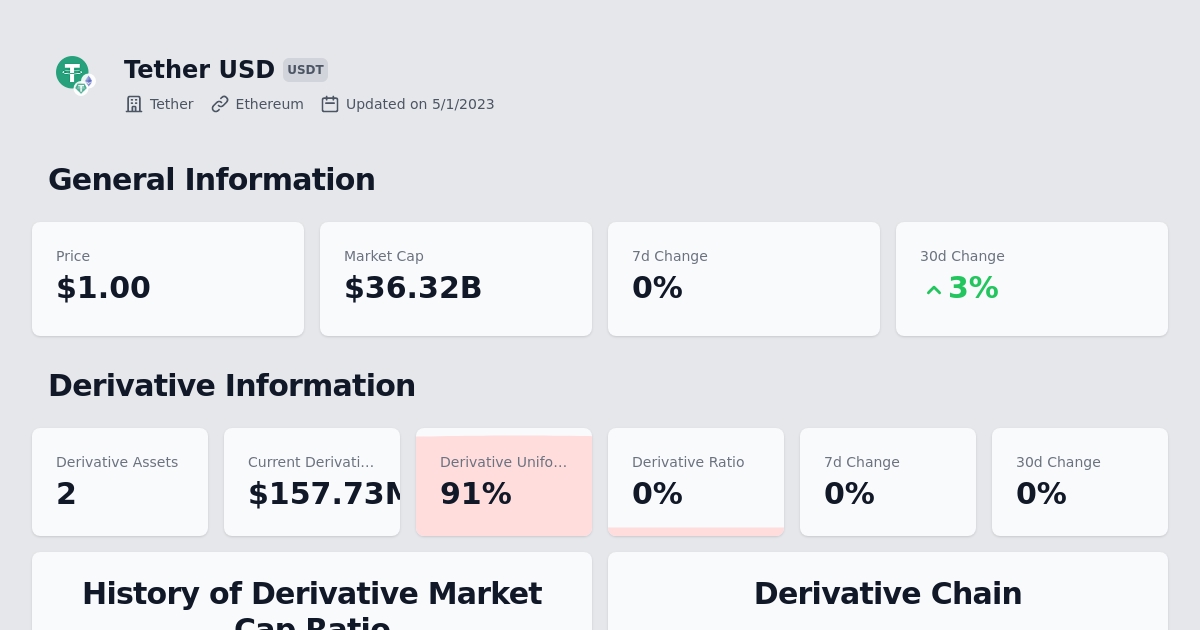 Tether USD USDT
Tether Ethereum Updated on 5/1/2023
General Information
Price Market Cap 7d Change 30d Change
$1.00 $36.32B 0% 3%
Derivative Information
Derivative Assets Current Derivati... Derivative Unifo... Derivative Ratio 7d Change 30d Change
2 $157.73M 91% 0% 0% 0%
History of Derivative Market Derivative Chain
Cap Ratio